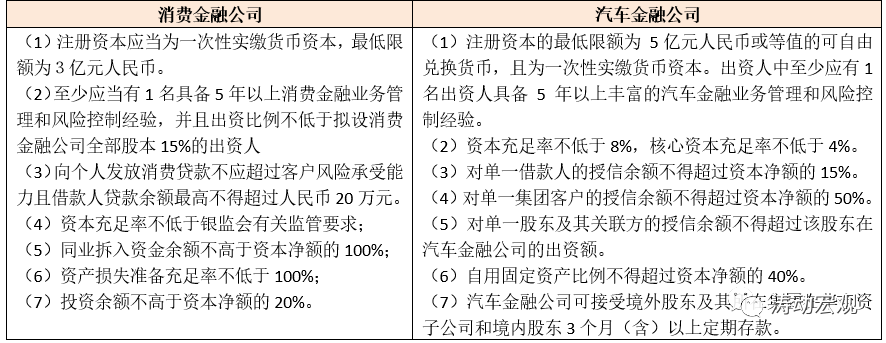 消费金融公司
（1）注册资本应当为一次性实缴货币资本，最低限
额为 3 亿元人民币。
（2）至少应当有 1 名具备 5 年以上消费金融业务管
理和风险控制经验，并且出资比例不低于拟设消费
金融公司全部股本 15%的出资人
（3）向个人发放消费贷款不应超过客户风险承受能
力且借款人贷款余额最高不得超过人民币 20 万元。
（4）资本充足率不低于银监会有关监管要求；
（5）同业拆入资金余额不高于资本净额的 100%；
（6）资产损失准备充足率不低于 100%；
（7）投资余额不高于资本净额的 20%。
汽车金融公司
（1）注册资本的最低限额为 5 亿元人民币或等值的可自由
兑换货币，且为一次性实缴货币资本。出资人中至少应有 1
名出资人具备 5 年以上丰富的汽车金融业务管理和风险控
制经验。
（2）资本充足率不低于 8%，核心资本充足率不低于 4%。
（3）对单一借款人的授信余额不得超过资本净额的 15%。
（4）对单一集团客户的授信余额不得超过资本净额的 50%。
（5）对单一股东及其关联方的授信余额不得超过该股东在
汽车金融公司的出资额。
（6）自用固定资产比例不得超过资本净额的 40%。
（7）汽车金融公司可接受境外股东及其所在集团在资
子公司和境内股东 3 个月（含）以上定期存款。
涛动宏观